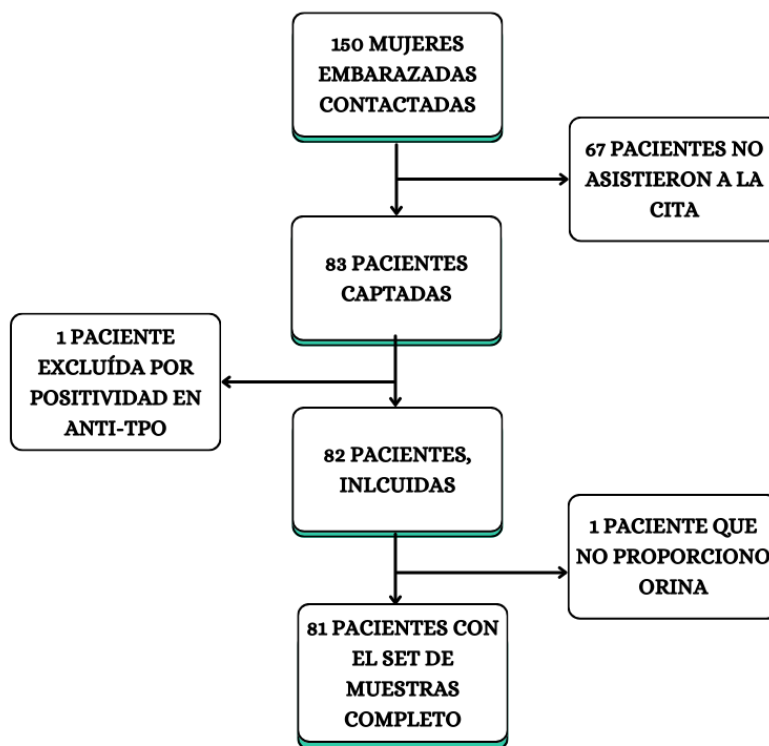 150 MUJERES
EMBARAZADAS
CONTACTADAS
67 PACIENTES NO
ASISTIERON A LA
CITA
83 PACIENTES
CAPTADAS
1 PACIENTE
EXCLUÍDA POR
POSITIVIDAD EN
ANTI-TPO
82 PACIENTES,
INLCUIDAS
1 PACIENTE QUE
NO PROPORCIONO
ORINA
81 PACIENTES CON
EL SET DE
MUESTRAS
COMPLETO